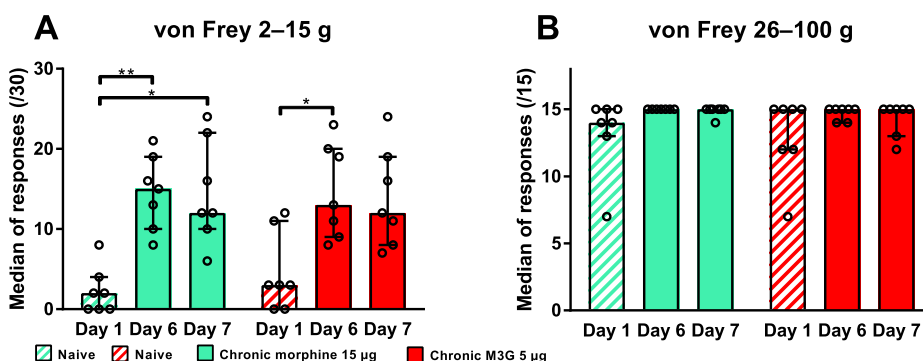 A
von Frey 2–15 g
Median of responses (/30)
30
20
10
0
**
*
*
Day 1 Day 6 Day 7
Day 1 Day 6 Day 7
B
von Frey 26–100 g
Median of responses (/15)
15
10
5
0
Day 1 Day 6 Day 7
Day 1 Day 6 Day 7
Naive Naive Chronic morphine 15 µg Chronic M3G 5 µg